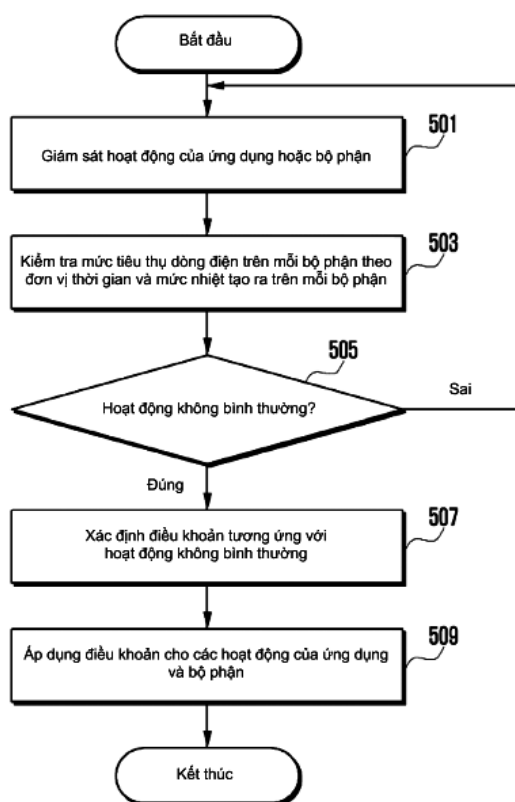 Bắt đầu
501
Giám sát hoạt động của ứng dụng hoặc bộ phận
503
Kiểm tra mức tiêu thụ dòng điện trên mỗi bộ phận theo
đơn vị thời gian và mức nhiệt tạo ra trên mỗi bộ phận
505
Hoạt động không bình thường?
Sai
Đúng
507
Xác định điều khoản tương ứng với
hoạt động không bình thường
509
Áp dụng điều khoản cho các hoạt động của ứng dụng
và bộ phận
Kết thúc